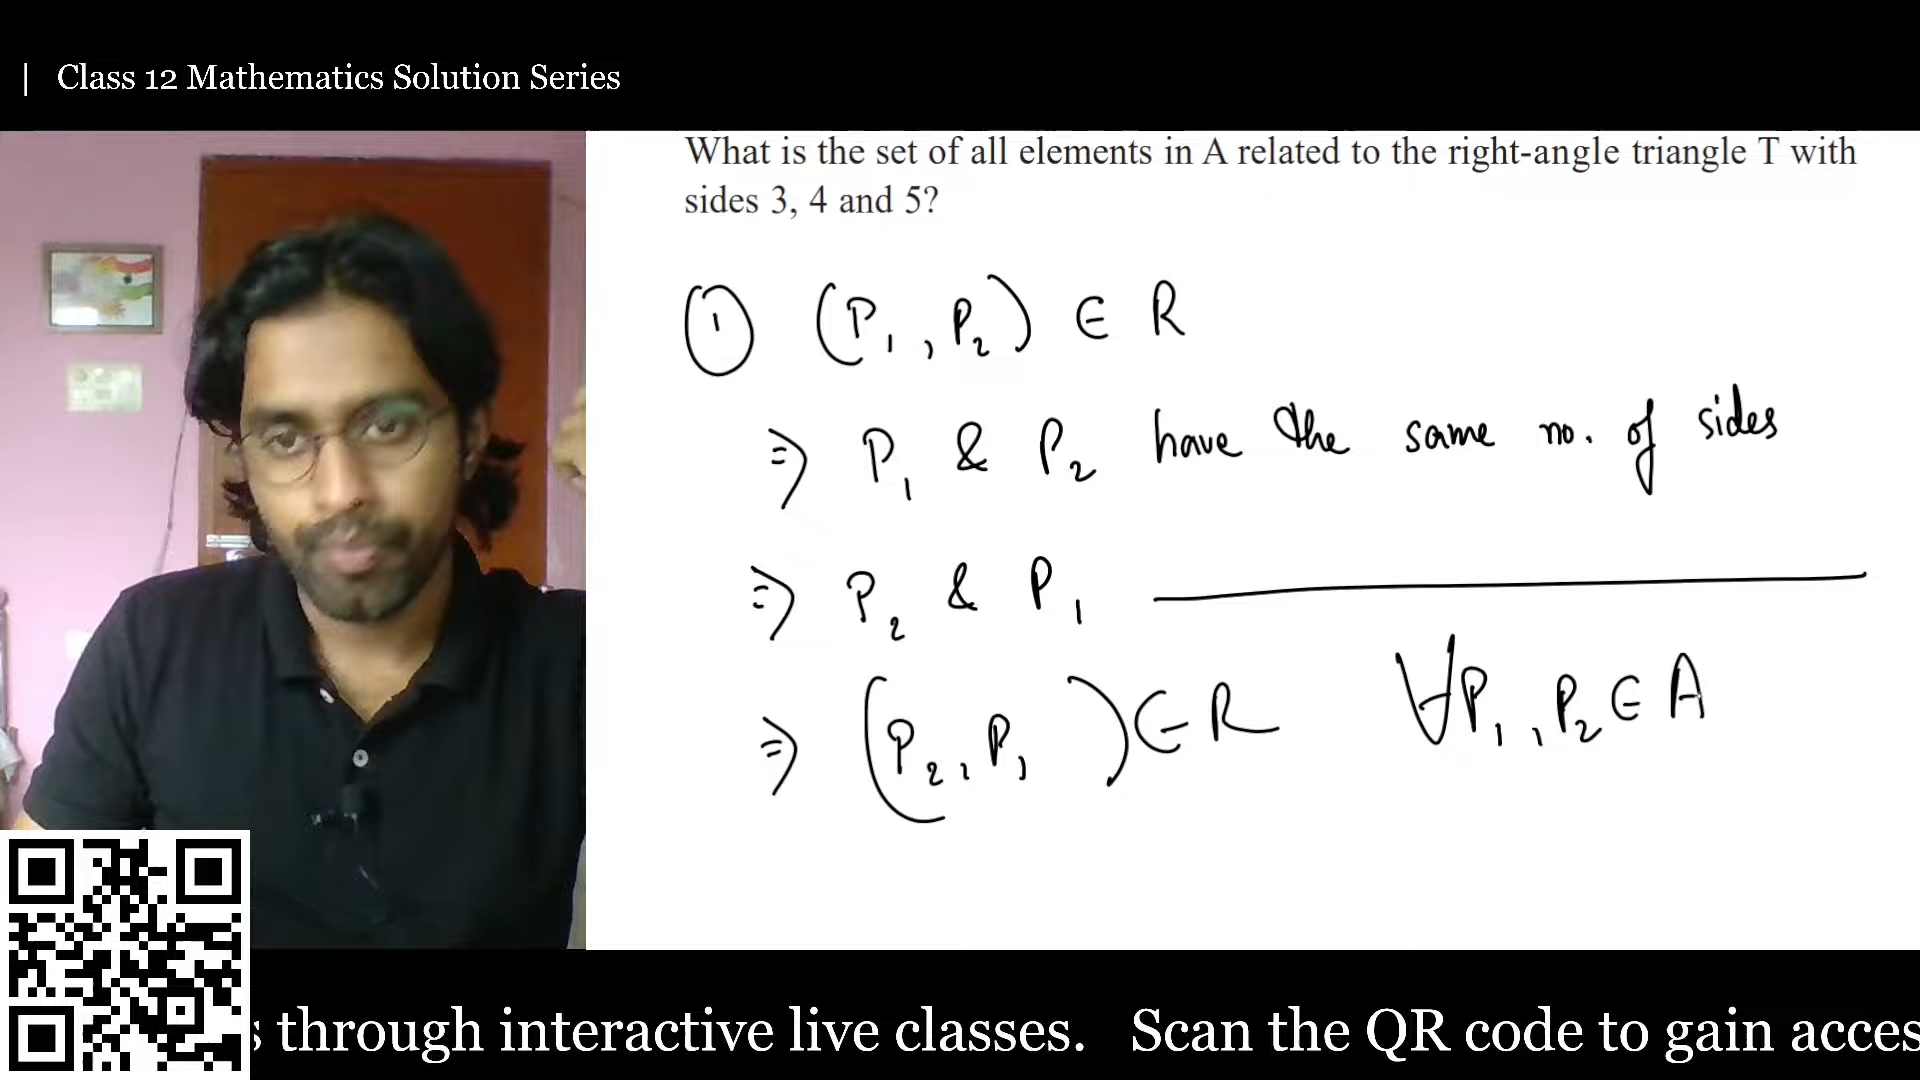 | Class 12 Mathematics Solution Series
What is the set of all elements in A related to the right-angle triangle T with
sides 3, 4 and 5?
① (P₁, P₂) ∈ R
⇒ P₁ & P₂ have the same no. of sides
⇒ P₂ & P₁ ————
⇒ (P₂, P₁) ∈ R ∀P₁, P₂ ∈ A
s through interactive live classes. Scan the QR code to gain acces